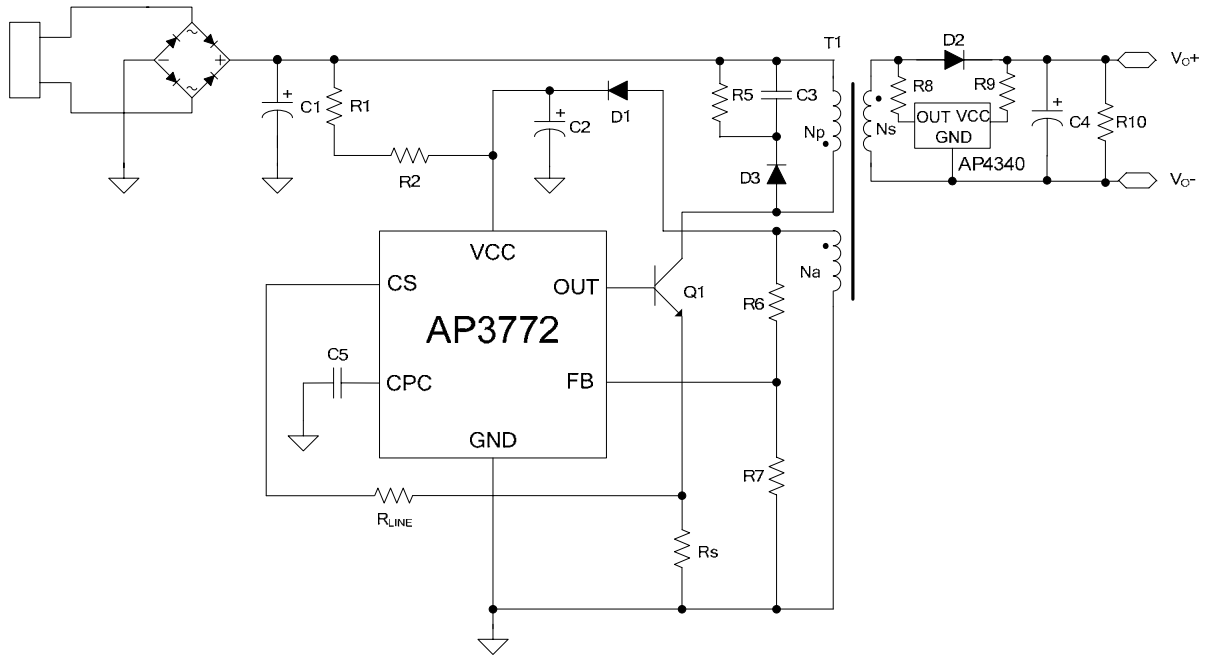 T1
D2
VO+
~
-
+
~
+
C1
R1
+
C2
D1
R5
C3
Np
Ns
R8
R9
OUT VCC
GND
AP4340
+
C4
R10
R2
D3
VO-
VCC
CS
OUT
Q1
Na
R6
AP3772
C5
CPC
FB
GND
R7
RLINE
Rs